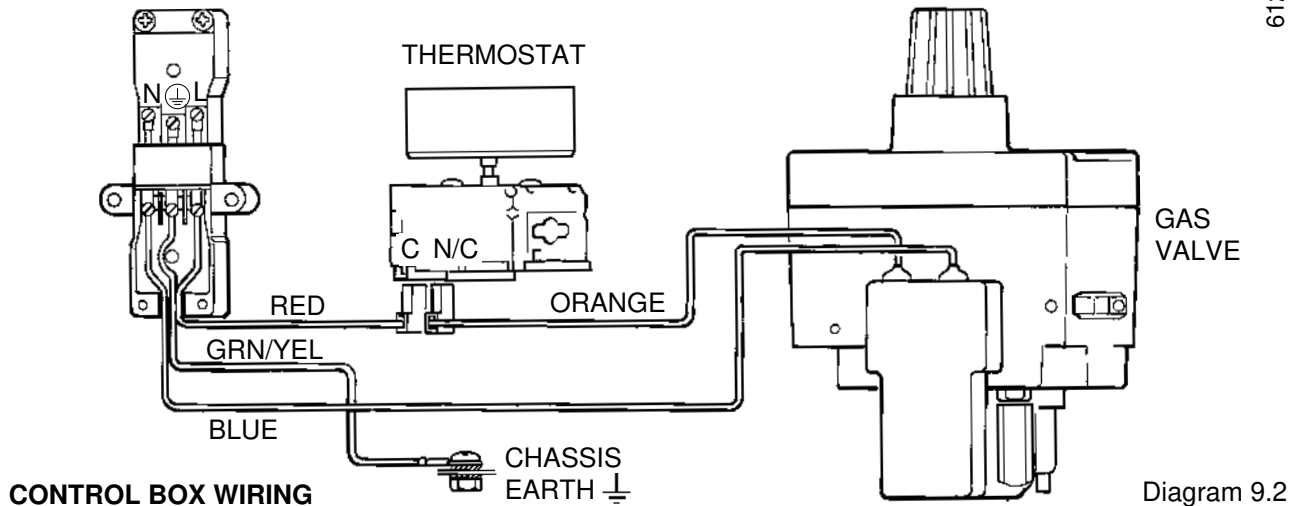 THERMOSTAT
N L
C N/C
GAS
VALVE
RED
ORANGE
GRN/YEL
BLUE
CHASSIS
EARTH
CONTROL BOX WIRING
Diagram 9.2